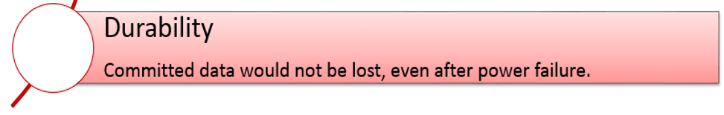 Durability
Committed data would not be lost, even after power failure.